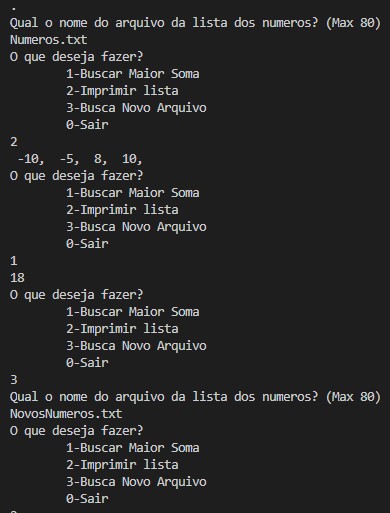 .
Qual o nome do arquivo da lista dos numeros? (Max 80)
Numeros.txt
O que deseja fazer?
        1-Buscar Maior Soma
        2-Imprimir lista
        3-Busca Novo Arquivo
        0-Sair
2
 -10,  -5,  8,  10,
O que deseja fazer?
        1-Buscar Maior Soma
        2-Imprimir lista
        3-Busca Novo Arquivo
        0-Sair
1
18
O que deseja fazer?
        1-Buscar Maior Soma
        2-Imprimir lista
        3-Busca Novo Arquivo
        0-Sair
3
Qual o nome do arquivo da lista dos numeros? (Max 80)
NovosNumeros.txt
O que deseja fazer?
        1-Buscar Maior Soma
        2-Imprimir lista
        3-Busca Novo Arquivo
        0-Sair